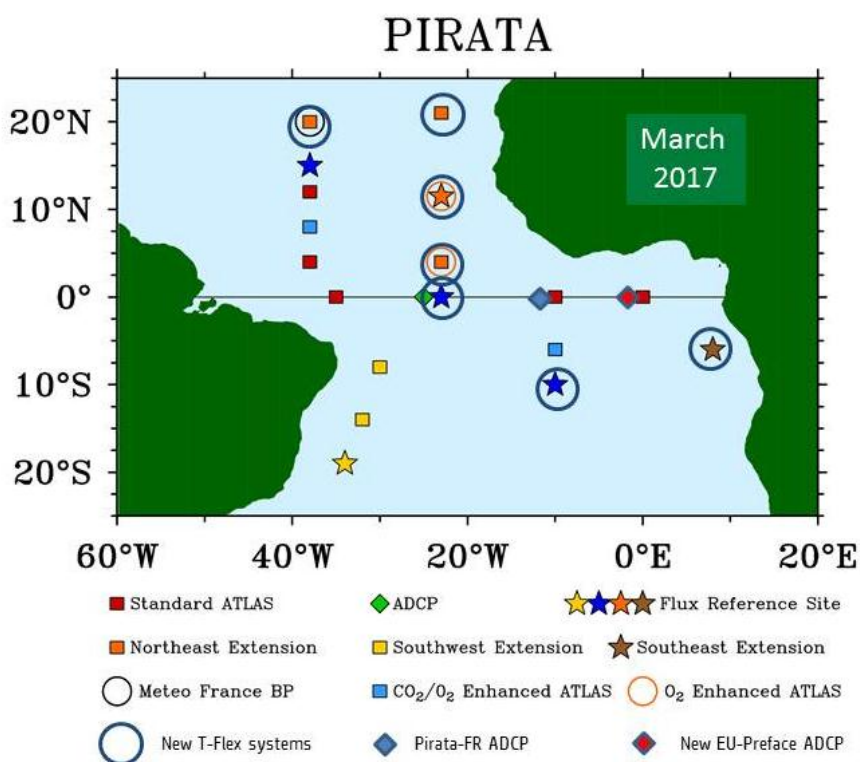 PIRATA
20°N
10°N
0°
10°S
20°S
March
2017
60°W 40°W 20°W 0°E 20°E
Standard ATLAS ADCP Flux Reference Site
Northeast Extension Southwest Extension Southeast Extension
Meteo France BP CO₂/O₂ Enhanced ATLAS O₂ Enhanced ATLAS
New T-Flex systems Pirata-FR ADCP New EU-Preface ADCP